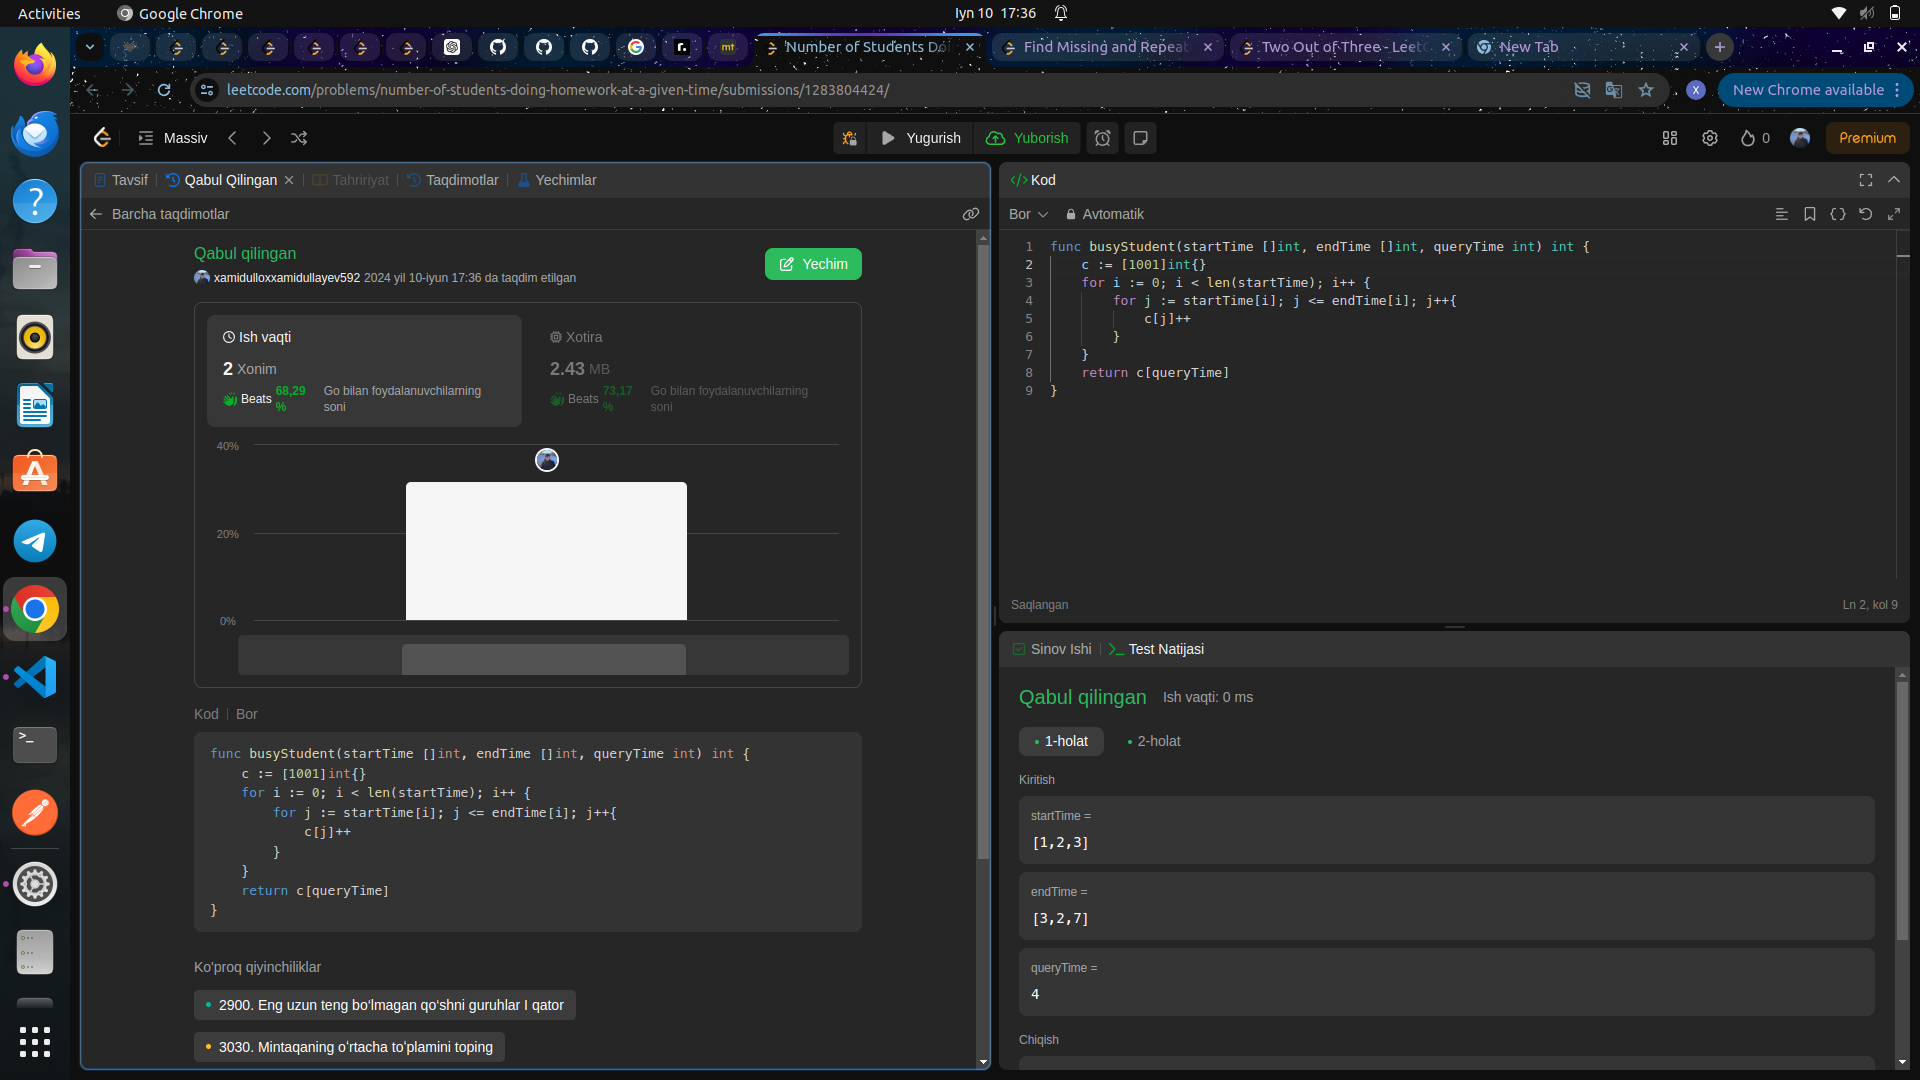 Activities
Google Chrome
Iyn 10 17:36
Number of Students Doi
Find Missing and Repeat
Two Out of Three - LeetC
New Tab
leetcode.com/problems/number-of-students-doing-homework-at-a-given-time/submissions/1283804424/
X
New Chrome available
Massiv
Yugurish
Yuborish
0
Premium
Tavsif
Qabul Qilingan
Tahririyat
Taqdimotlar
Yechimlar
Barcha taqdimotlar
Qabul qilingan
xamidulloxxamidullayev592 2024 yil 10-iyun 17:36 da taqdim etilgan
Yechim
Ish vaqti
2 Xonim
Beats 68,29 %
Go bilan foydalanuvchilarning soni
Xotira
2.43 MB
Beats 73,17 %
Go bilan foydalanuvchilarning soni
40%
20%
0%
Kod
Bor
func busyStudent(startTime []int, endTime []int, queryTime int) int {
    c := [1001]int{}
    for i := 0; i < len(startTime); i++ {
        for j := startTime[i]; j <= endTime[i]; j++{
            c[j]++
        }
    }
    return c[queryTime]
}
Ko'proq qiyinchiliklar
2900. Eng uzun teng bo'lmagan qo'shni guruhlar I qator
3030. Mintaqaning o'rtacha to'plamini toping
Kod
Bor
Avtomatik
1 func busyStudent(startTime []int, endTime []int, queryTime int) int {
2     c := [1001]int{}
3     for i := 0; i < len(startTime); i++ {
4         for j := startTime[i]; j <= endTime[i]; j++{
5             c[j]++
6         }
7     }
8     return c[queryTime]
9 }
Saqlangan
Ln 2, kol 9
Sinov Ishi
Test Natijasi
Qabul qilingan
Ish vaqti: 0 ms
1-holat
2-holat
Kiritish
startTime =
[1,2,3]
endTime =
[3,2,7]
queryTime =
4
Chiqish